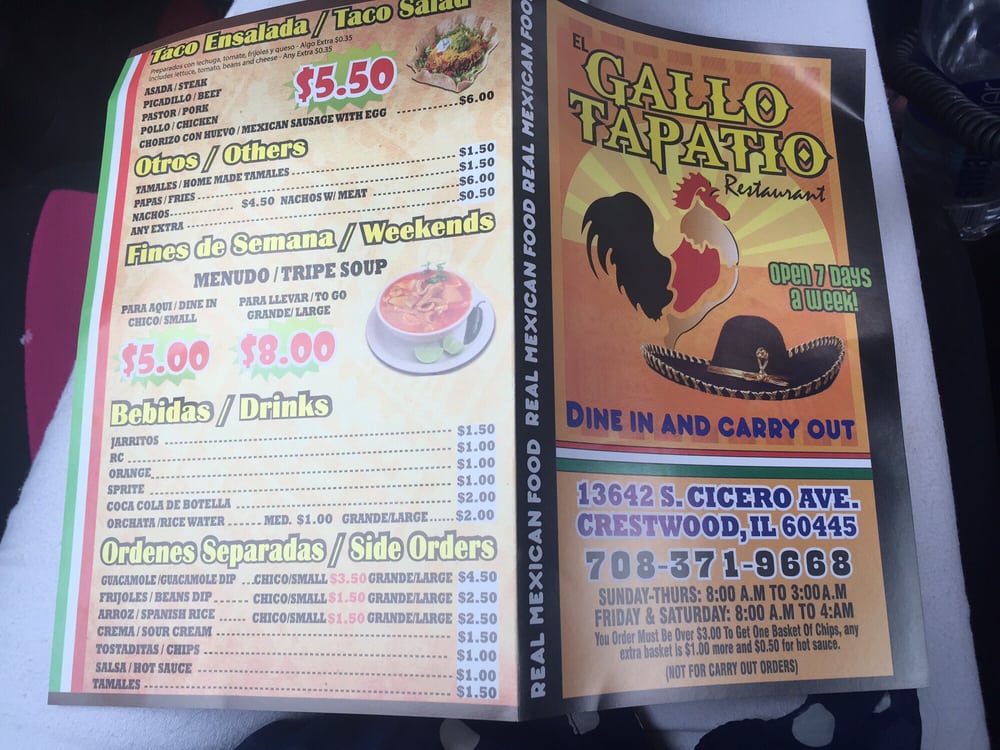 Taco Ensalada / Taco Salad
Preparados con lechuga, tomate, frijoles y queso - Algo Extra $0.35
Includes lettuce, tomato, beans and cheese - Any Extra $0.35
ASADA / STEAK
PICADILLO / BEEF
PASTOR / PORK
POLLO / CHICKEN
$5.50
CHORIZO CON HUEVO / MEXICAN SAUSAGE WITH EGG $6.00
Otros / Others
TAMALES / HOME MADE TAMALES $1.50
PAPAS / FRIES $1.50
NACHOS $4.50 NACHOS W/ MEAT $6.00
ANY EXTRA $0.50
Fines de Semana / Weekends
MENUDO / TRIPE SOUP
PARA AQUI / DINE IN
CHICO / SMALL
$5.00
PARA LLEVAR / TO GO
GRANDE / LARGE
$8.00
Bebidas / Drinks
JARRITOS $1.50
RC $1.00
ORANGE $1.00
SPRITE $1.00
COCA COLA DE BOTELLA $2.00
ORCHATA /RICE WATER MED. $1.00 GRANDE/LARGE $2.00
Ordenes Separadas / Side Orders
GUACAMOLE /GUACAMOLE DIP CHICO/SMALL $3.50 GRANDE/LARGE $4.50
FRIJOLES / BEANS DIP CHICO/SMALL $1.50 GRANDE/LARGE $2.50
ARROZ / SPANISH RICE CHICO/SMALL $1.50 GRANDE/LARGE $2.50
CREMA / SOUR CREAM $1.50
TOSTADITAS / CHIPS $1.00
SALSA / HOT SAUCE $1.00
TAMALES $1.50
REAL MEXICAN FOOD REAL MEXICAN FOOD REAL MEXICAN FOOD REAL MEXICAN FOO
EL
GALLO
TAPATIO
Restaurant
OPEN 7 DAYS
A WEEK!
DINE IN AND CARRY OUT
13642 S. CICERO AVE.
CRESTWOOD, IL 60445
708-371-9668
SUNDAY-THURS: 8:00 A.M TO 3:00A.M
FRIDAY & SATURDAY: 8:00 A.M TO 4:AM
You Order Must Be Over $3.00 To Get One Basket Of Chips, any
extra basket is $1.00 more and $0.50 for hot sauce.
(NOT FOR CARRY OUT ORDERS)